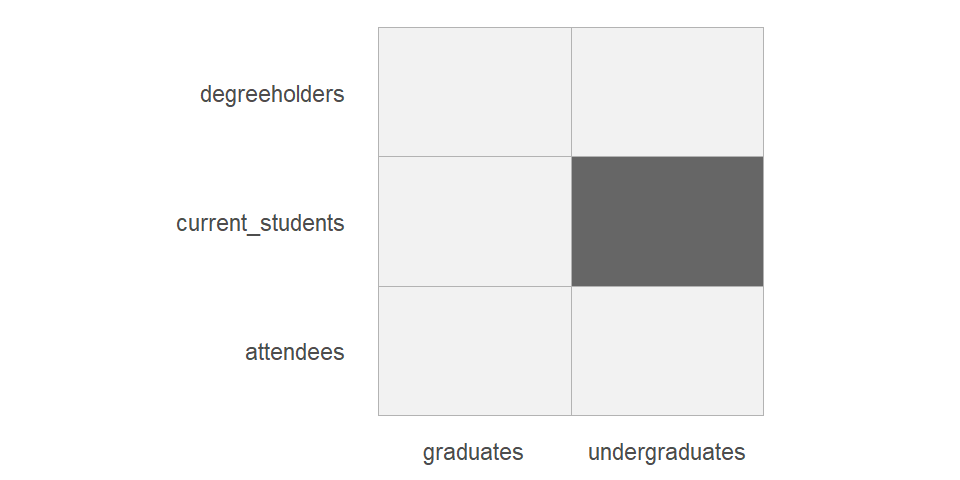 degreeholders
current_students
attendees
graduates
undergraduates